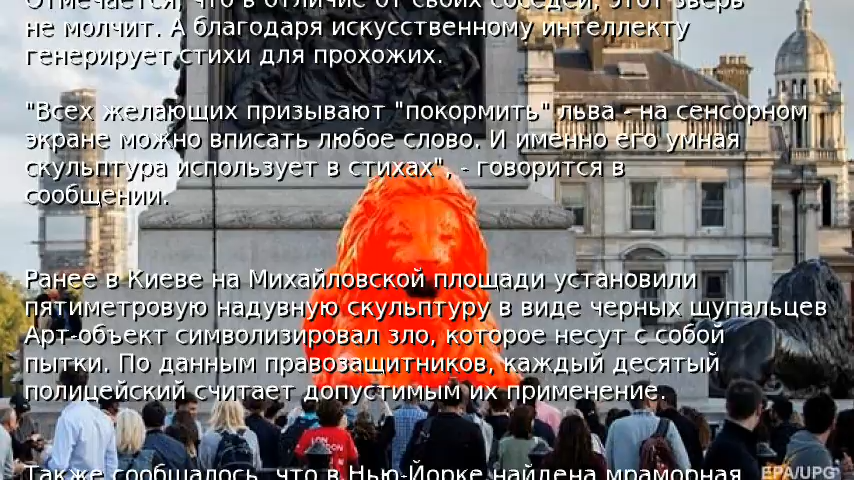 Отмечается, что в отличие от своих соседей, этот зверь
не молчит. А благодаря искусственному интеллекту
генерирует стихи для прохожих.
"Всех желающих призывают "покормить" льва - на сенсорном
экране можно вписать любое слово. И именно его умная
скульптура использует в стихах", - говорится в
сообщении.
Ранее в Киеве на Михайловской площади установили
пятиметровую надувную скульптуру в виде черных щупальцев
Арт-объект символизировал зло, которое несут с собой
пытки. По данным правозащитников, каждый десятый
полицейский считает допустимым их применение.
Также сообщалось, что в Нью-Йорке найдена мраморная
EPA/UPG